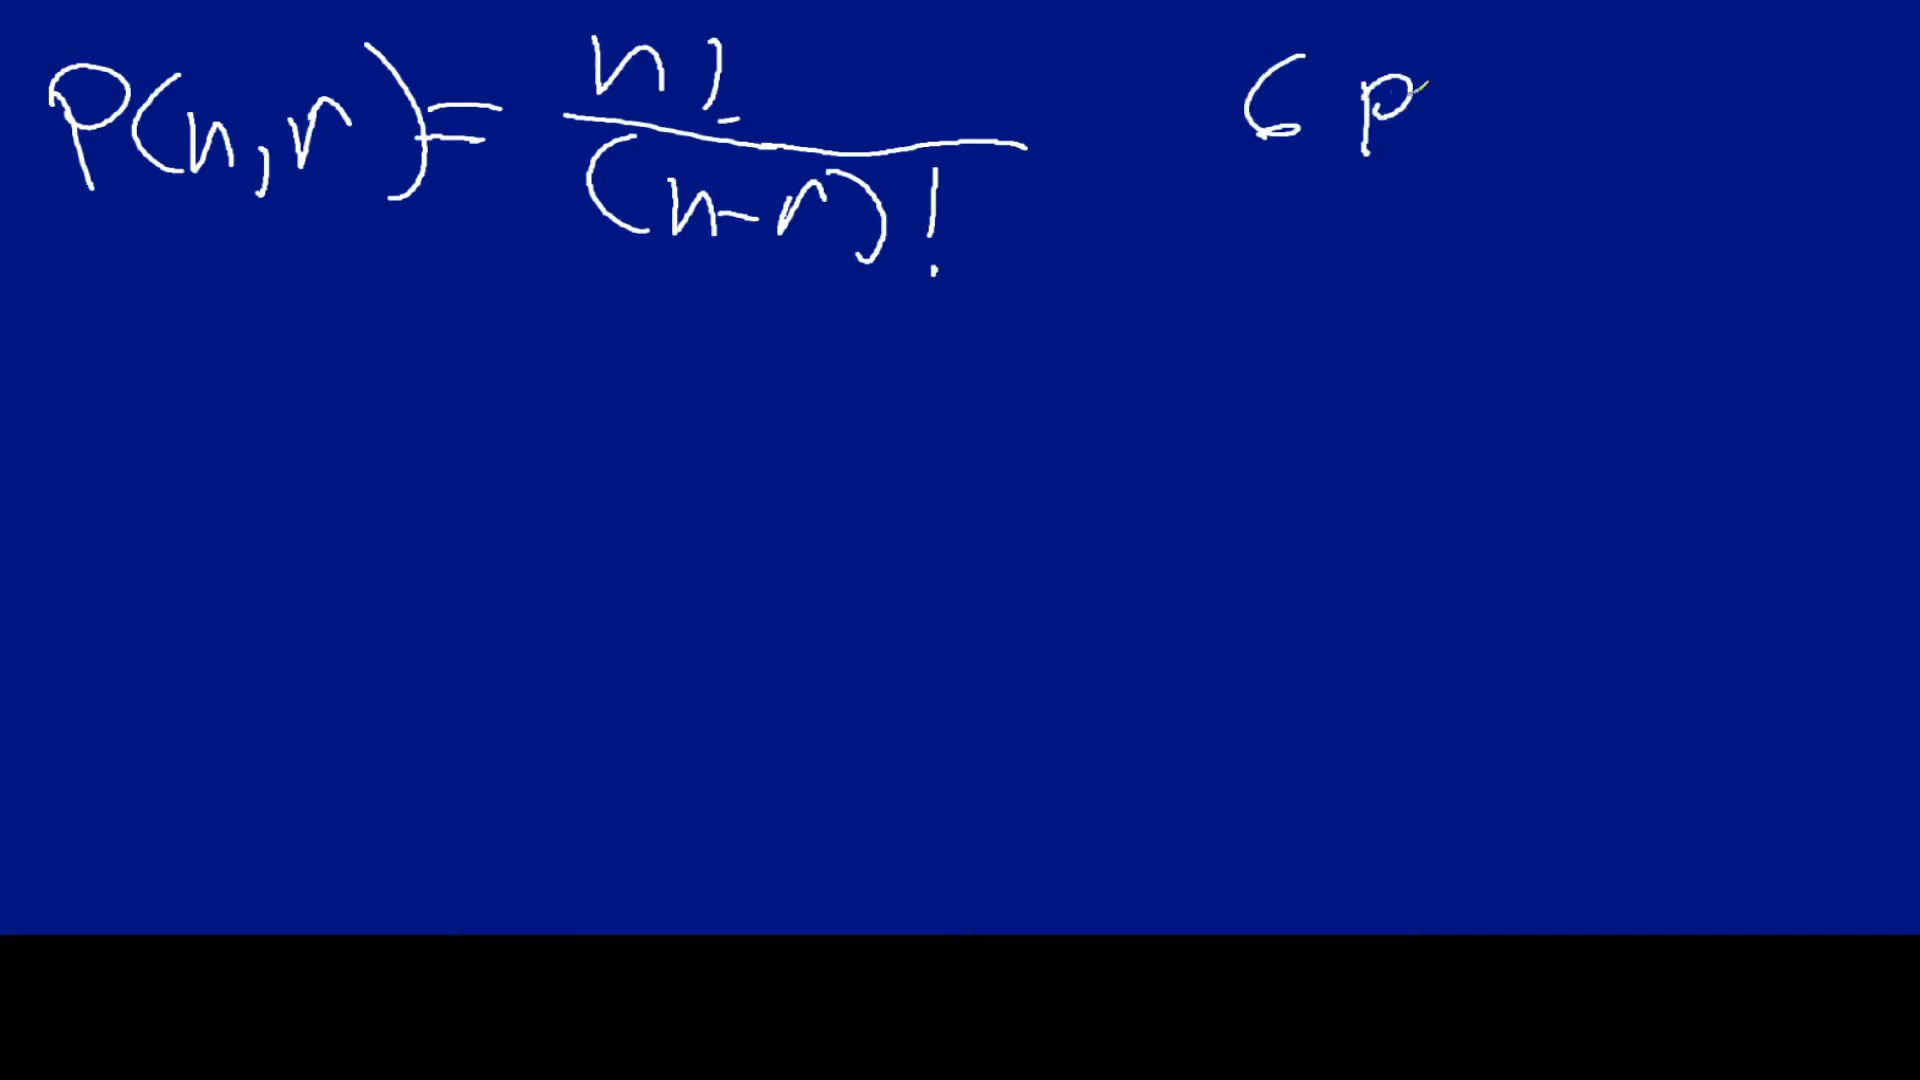 P(n,r) = n! / (n-r)!
6 P